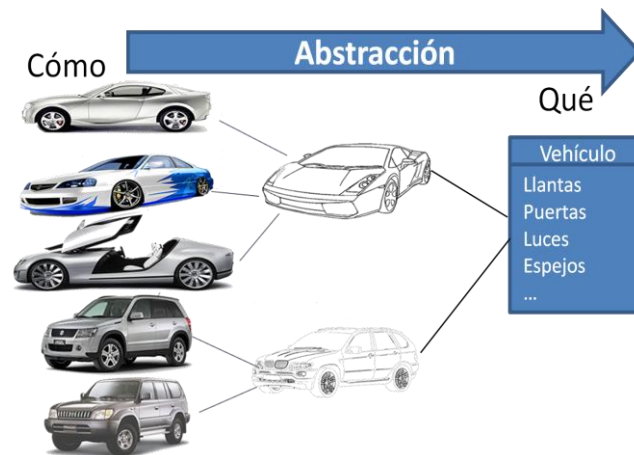 Abstracción
Cómo
Qué
Vehículo
Llantas
Puertas
Luces
Espejos
...